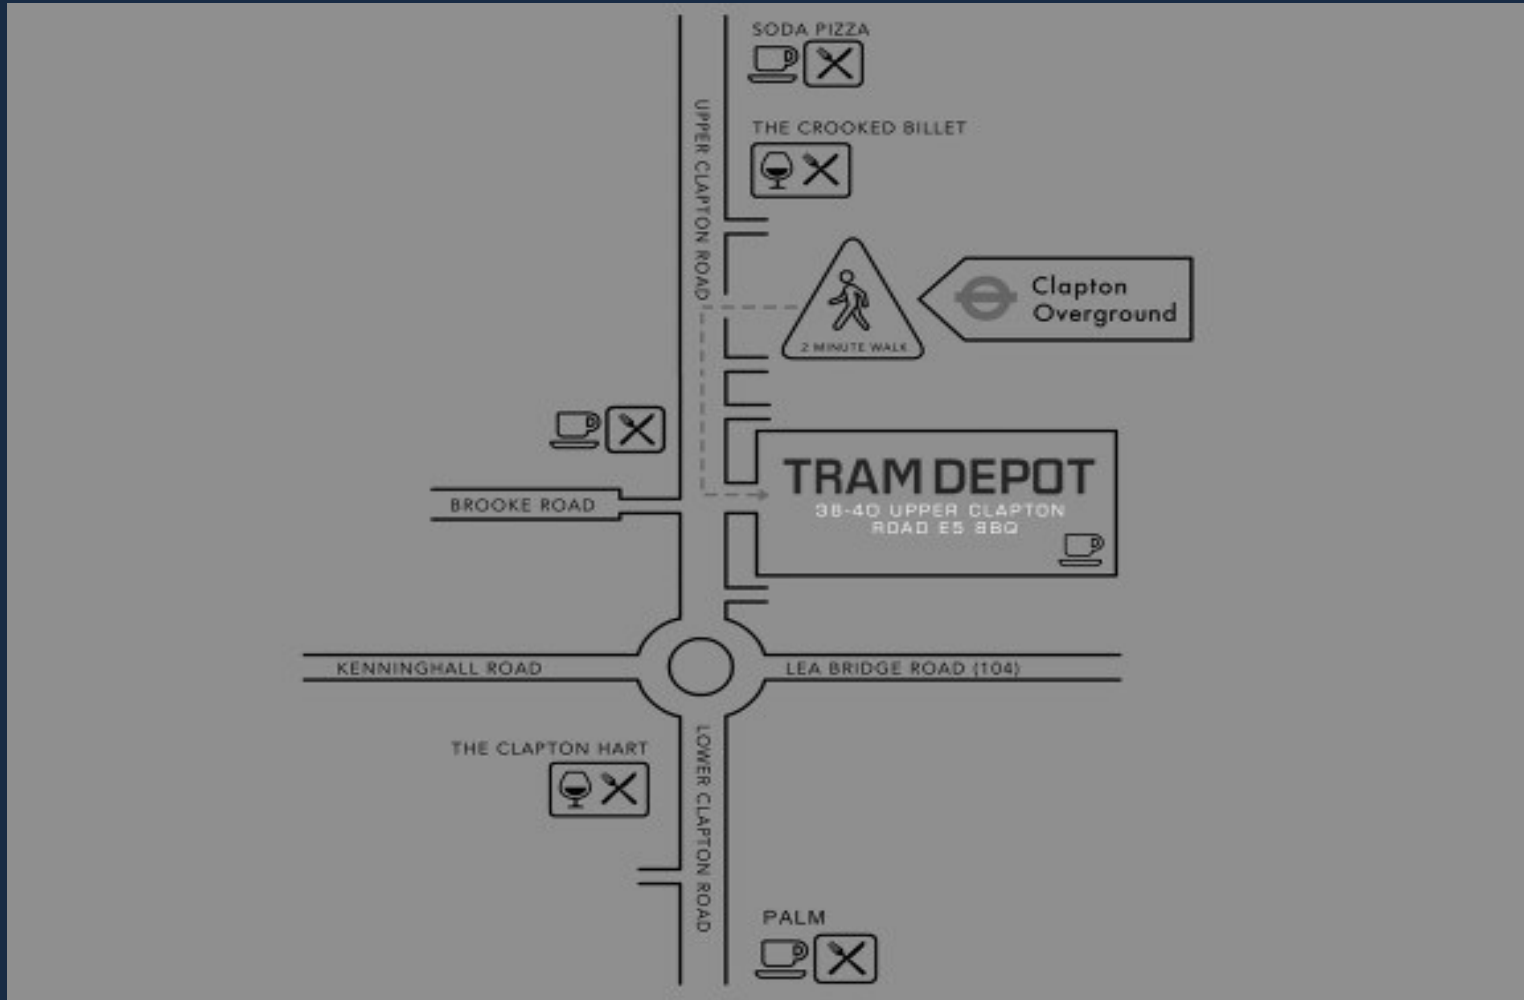 SODA PIZZA
UPPER CLAPTON ROAD
THE CROOKED BILLET
Clapton
Overground
2 MINUTE WALK
TRAM DEPOT
38-40 UPPER CLAPTON
ROAD E5 8BQ
BROOKE ROAD
KENNINGHALL ROAD
LEA BRIDGE ROAD (104)
THE CLAPTON HART
LOWER CLAPTON ROAD
PALM